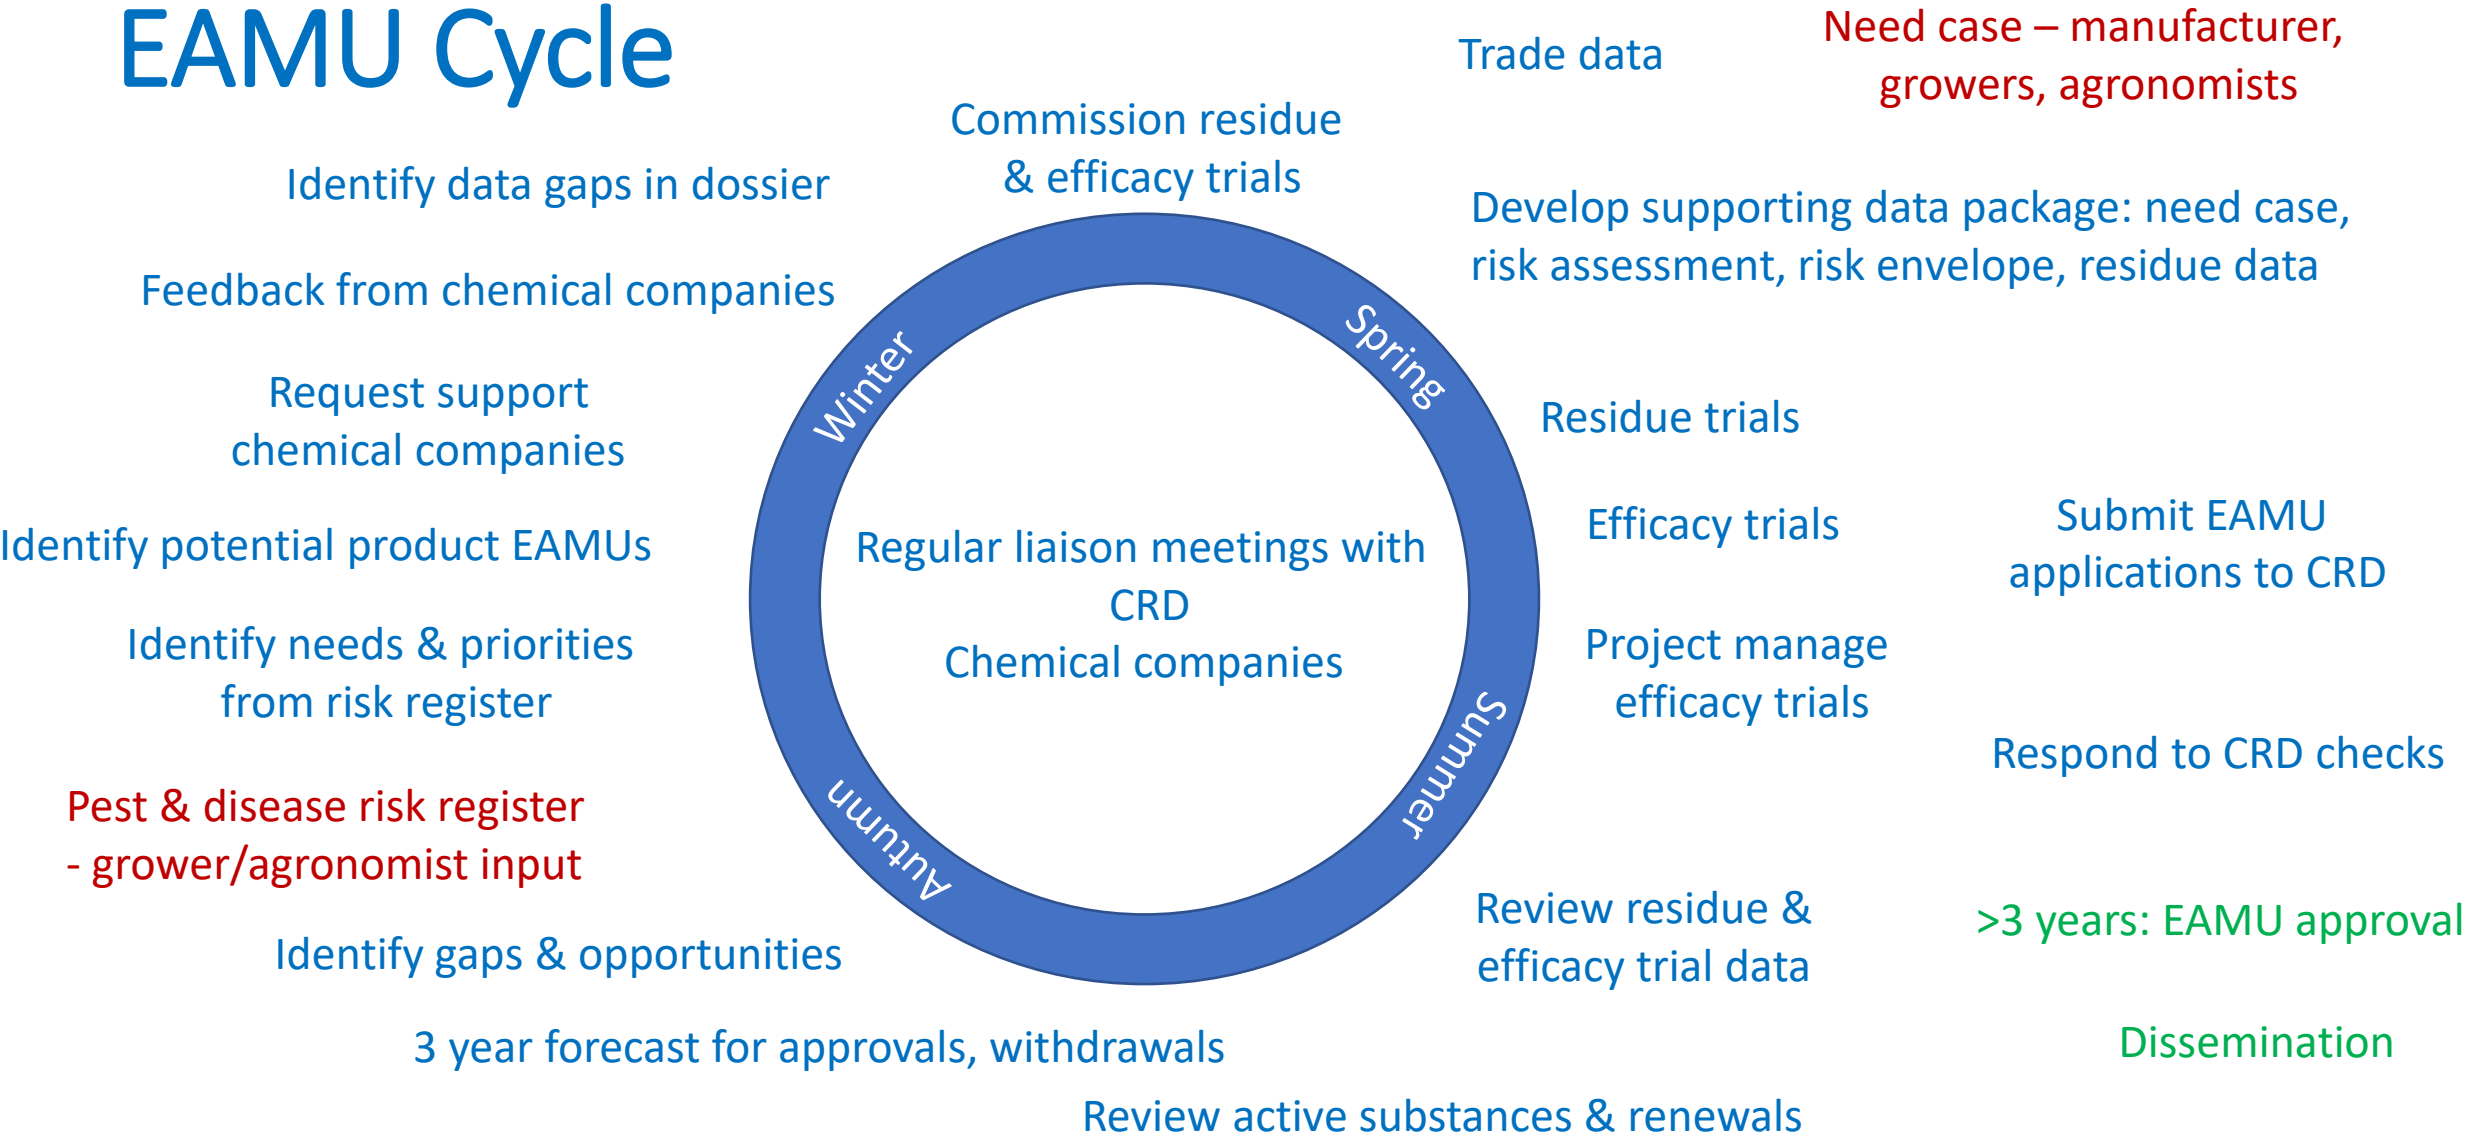 EAMU Cycle
Trade data
Need case – manufacturer,
growers, agronomists
Commission residue
& efficacy trials
Identify data gaps in dossier
Develop supporting data package: need case,
risk assessment, risk envelope, residue data
Feedback from chemical companies
Winter
Spring
Request support
chemical companies
Residue trials
Identify potential product EAMUs
Regular liaison meetings with
CRD
Chemical companies
Efficacy trials
Submit EAMU
applications to CRD
Identify needs & priorities
from risk register
Project manage
efficacy trials
Summer
Respond to CRD checks
Pest & disease risk register
- grower/agronomist input
Autumn
Review residue &
efficacy trial data
>3 years: EAMU approval
Identify gaps & opportunities
3 year forecast for approvals, withdrawals
Dissemination
Review active substances & renewals